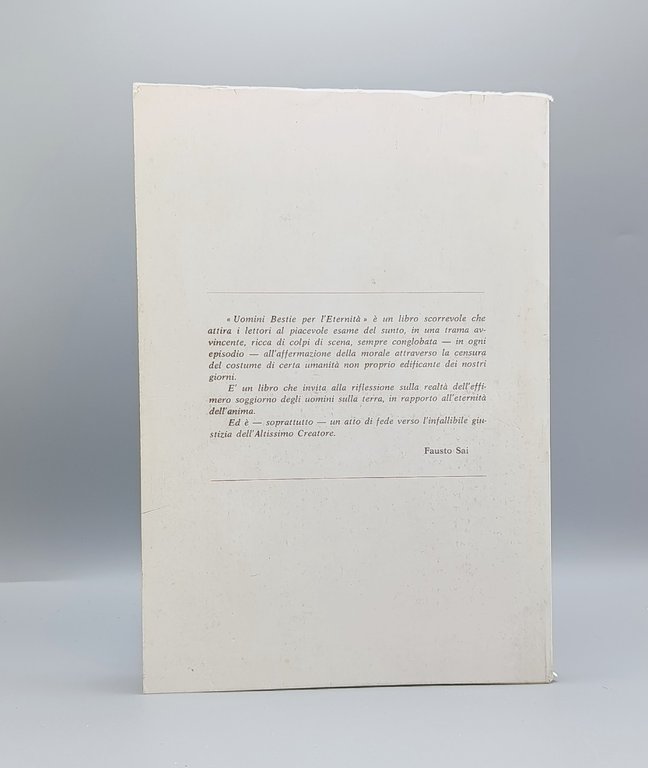 « Uomini Bestie per l'Eternità » è un libro scorrevole che
attira i lettori al piacevole esame del sunto, in una trama av-
vincente, ricca di colpi di scena, sempre conglobata — in ogni
episodio — all'affermazione della morale attraverso la censura
del costume di certa umanità non proprio edificante dei nostri
giorni.
E' un libro che invita alla riflessione sulla realtà dell'effi-
mero soggiorno degli uomini sulla terra, in rapporto all'eternità
dell'anima.
Ed è — soprattutto — un atto di fede verso l'infallibile giu-
stizia dell'Altissimo Creatore.
Fausto Sai